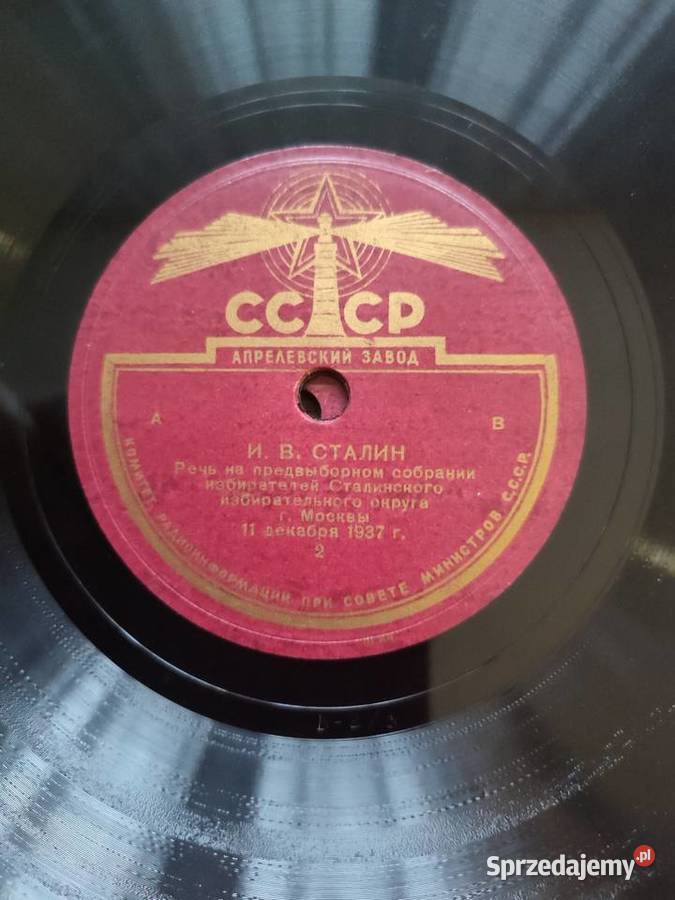 СССР
АПРЕЛЕВСКИЙ ЗАВОД
А В
И. В. СТАЛИН
Речь на предвыборном собрании
избирателей Сталинского
избирательного округа
г. Москвы
11 декабря 1937 г.
2
КОМИТЕТ РАДИОИНФОРМАЦИИ ПРИ СОВЕТЕ МИНИСТРОВ С.С.С.Р.
Sprzedajemy.pl